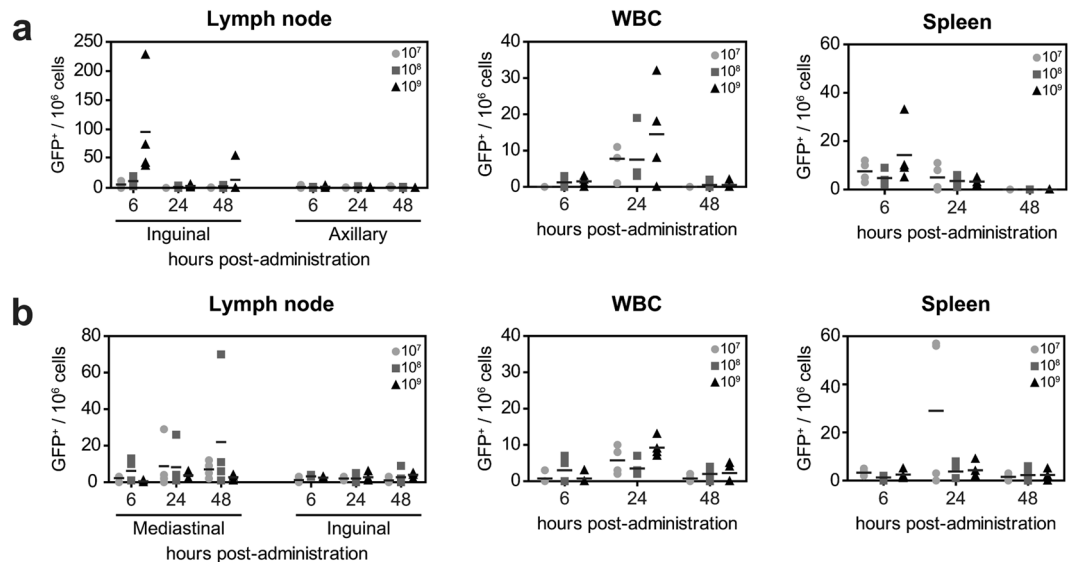 a
Lymph node
GFP⁺ / 10⁶ cells
250
200
150
100
50
0
10⁷
10⁸
10⁹
6 24 48 6 24 48
Inguinal Axillary
hours post-administration
WBC
GFP⁺ / 10⁶ cells
40
30
20
10
0
10⁷
10⁸
10⁹
6 24 48
hours post-administration
Spleen
GFP⁺ / 10⁶ cells
60
40
20
0
10⁷
10⁸
10⁹
6 24 48
hours post-administration
b
Lymph node
GFP⁺ / 10⁶ cells
80
60
40
20
0
10⁷
10⁸
10⁹
6 24 48 6 24 48
Mediastinal Inguinal
hours post-administration
WBC
GFP⁺ / 10⁶ cells
40
30
20
10
0
10⁷
10⁸
10⁹
6 24 48
hours post-administration
Spleen
GFP⁺ / 10⁶ cells
60
40
20
0
10⁷
10⁸
10⁹
6 24 48
hours post-administration